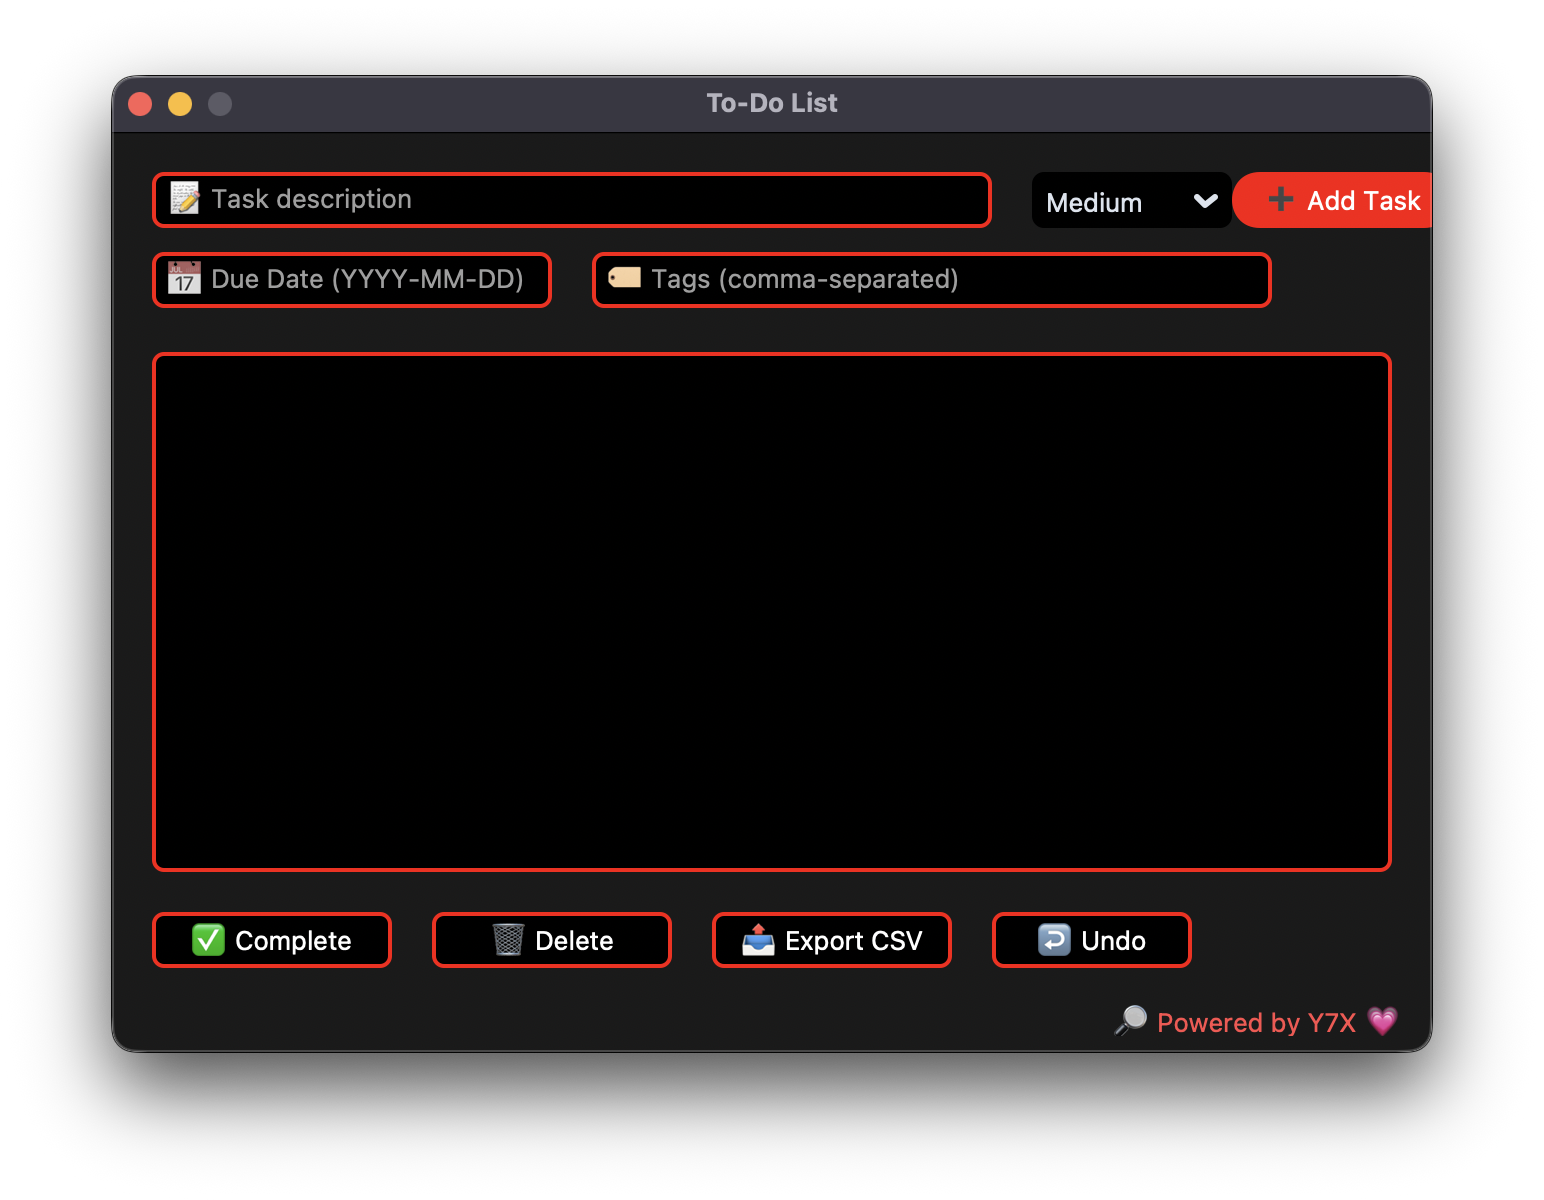 To-Do List
📝 Task description
Medium
➕ Add Task
📅 Due Date (YYYY-MM-DD)
🏷️ Tags (comma-separated)
✅ Complete
🗑️ Delete
📤 Export CSV
↩️ Undo
🔎 Powered by Y7X 💗